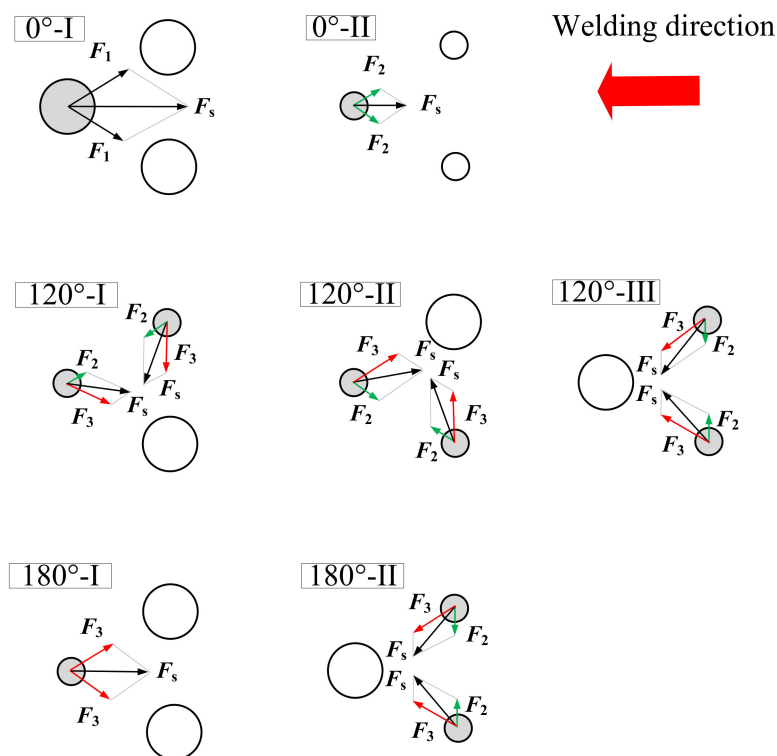 0°-I
0°-II
Welding direction
F₁
Fₛ
F₁
F₂
Fₛ
F₂
120°-I
120°-II
120°-III
F₂
F₃
F₂
Fₛ
Fₛ
F₃
F₃
Fₛ
Fₛ
F₂
F₃
F₂
F₃
F₂
Fₛ
Fₛ
F₂
F₃
180°-I
180°-II
F₃
Fₛ
F₃
F₃
F₂
Fₛ
Fₛ
F₂
F₃